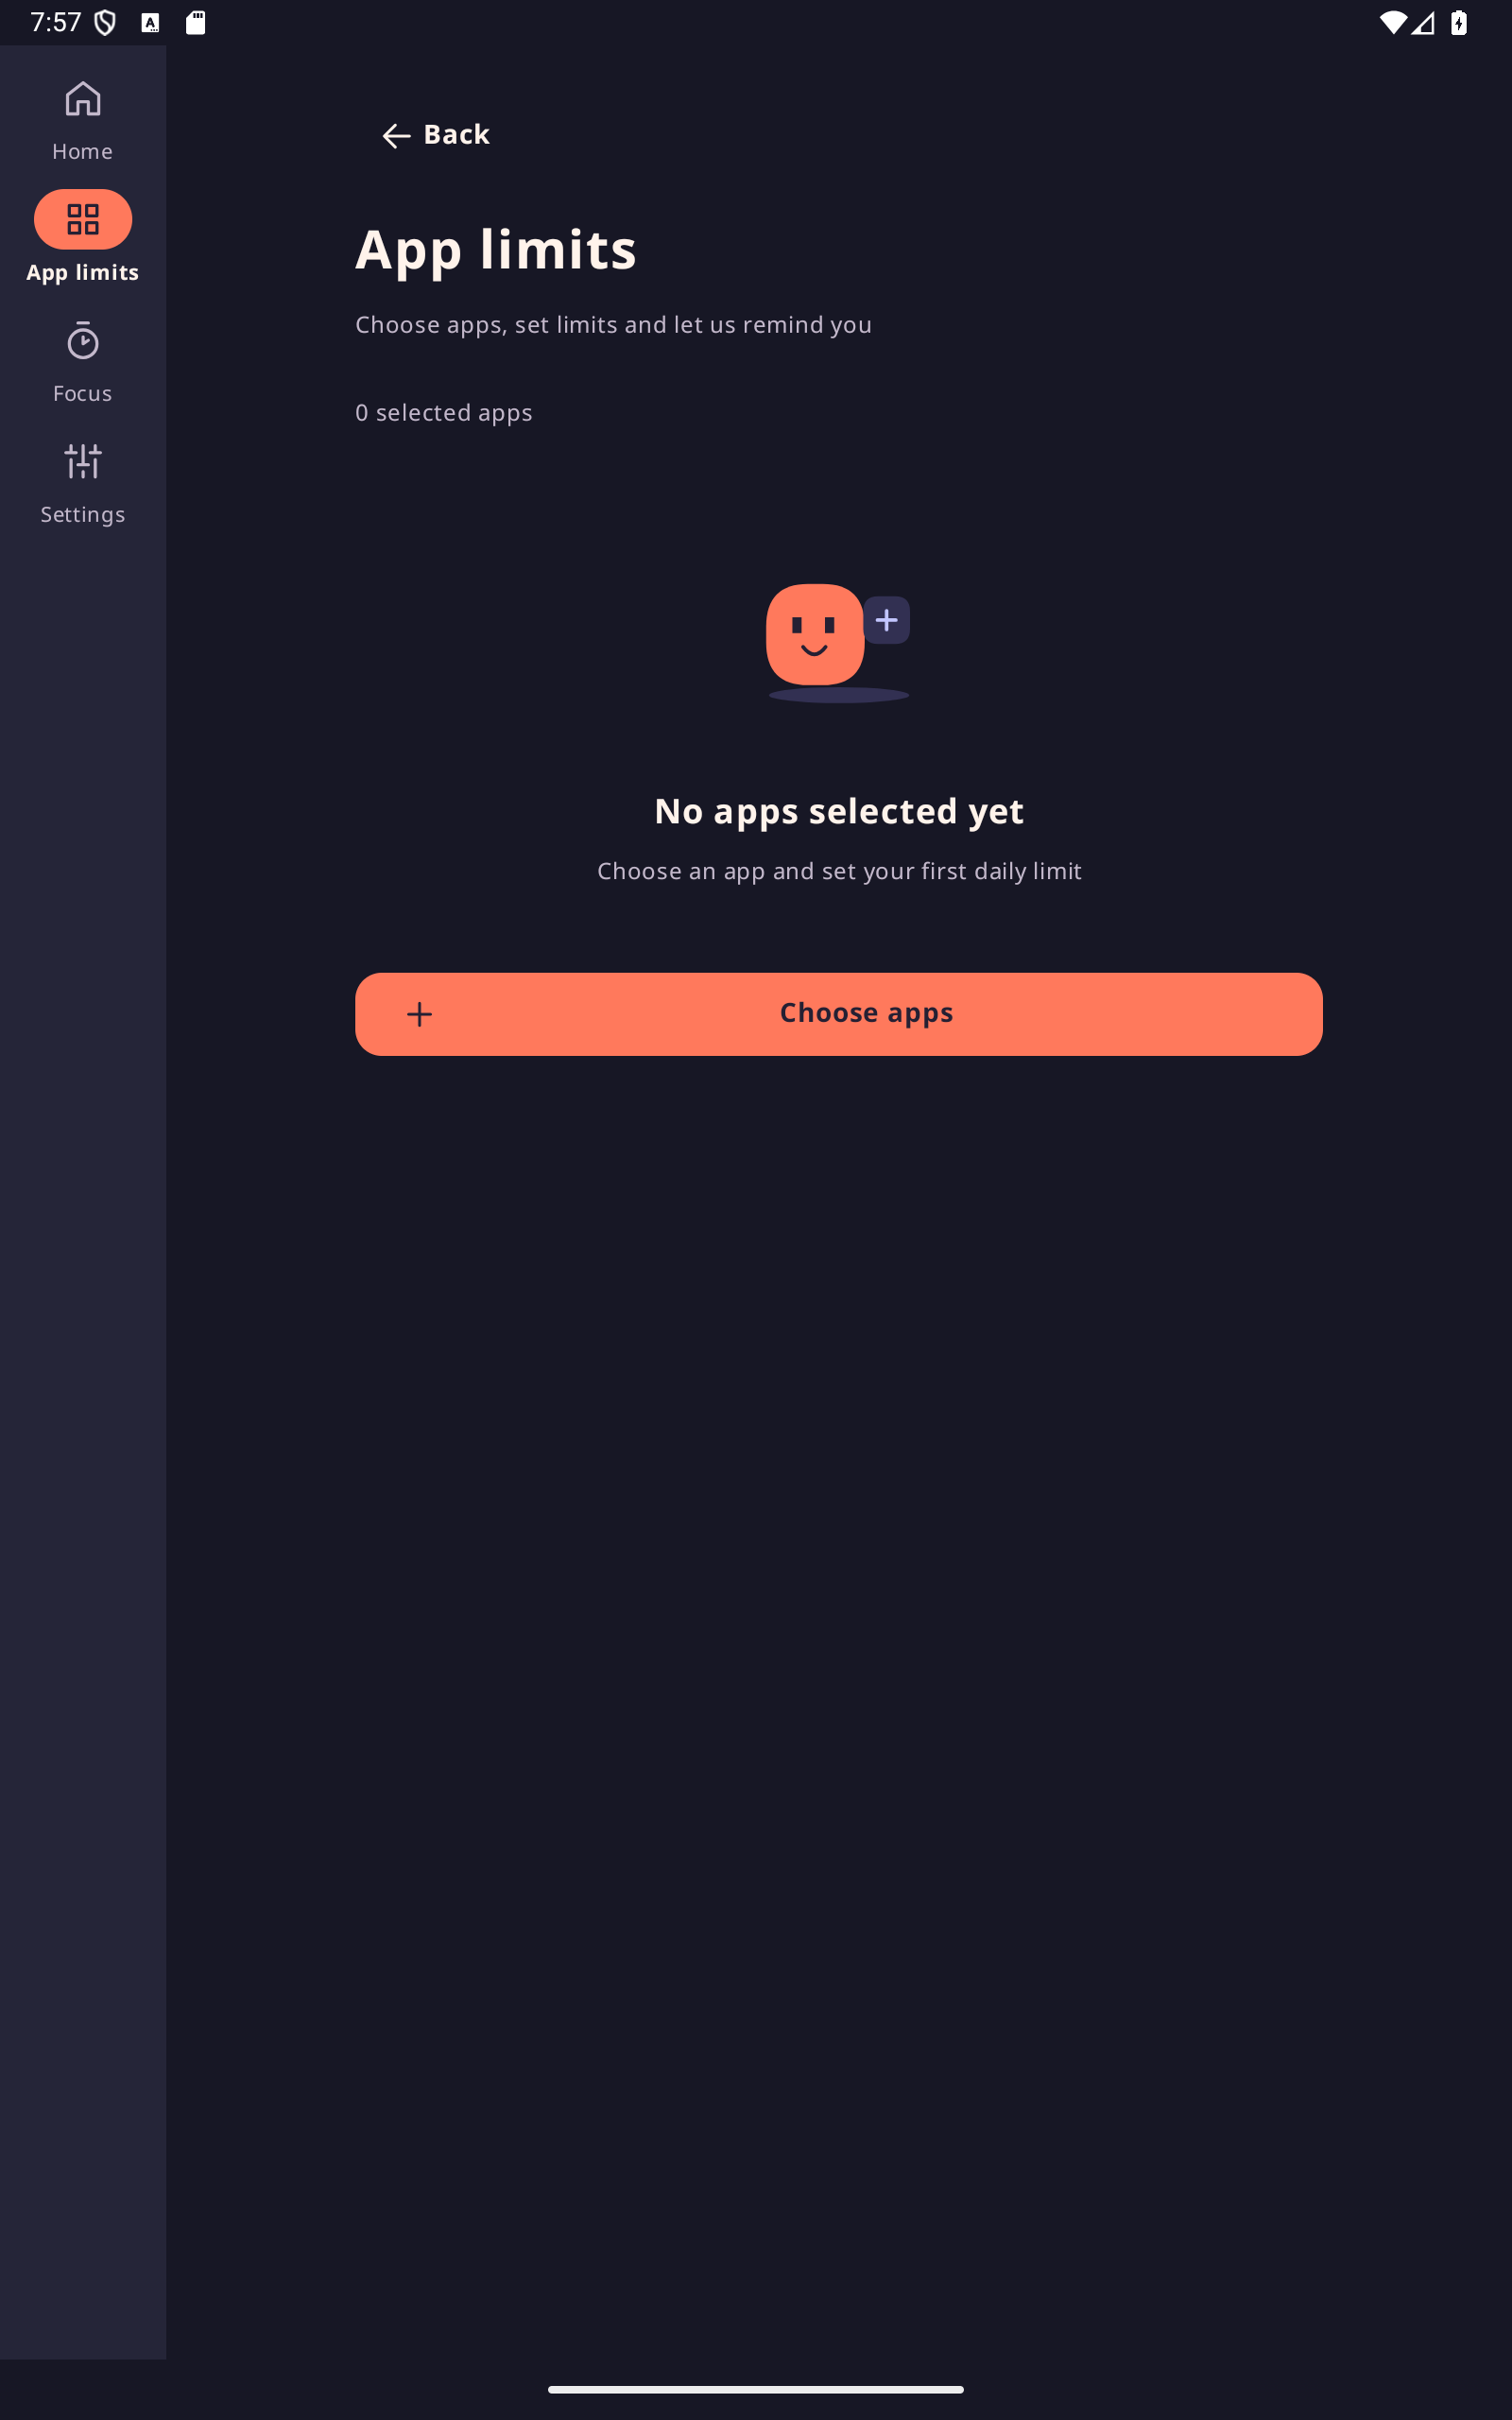 7:57
Home
App limits
Focus
Settings
Back
App limits
Choose apps, set limits and let us remind you
0 selected apps
No apps selected yet
Choose an app and set your first daily limit
Choose apps